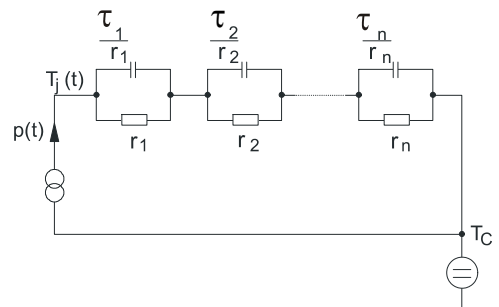 τ1 τ2 τn
r1 r2 rn
Tj (t)
r1 r2 rn
p(t)
TC